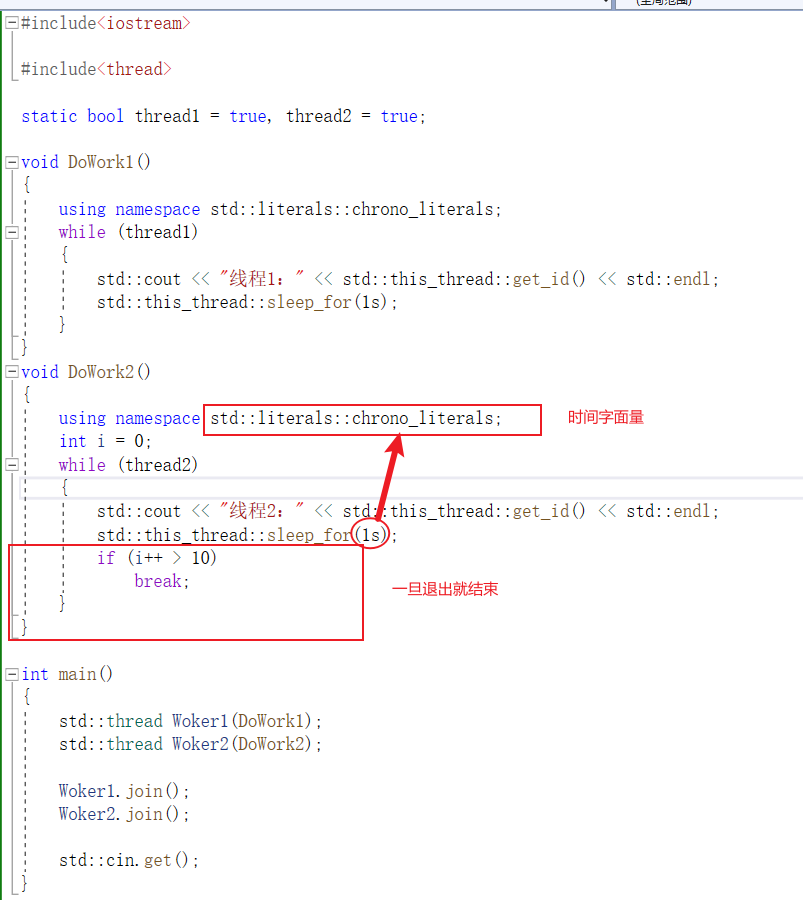 (全局范围)
#include<iostream>
#include<thread>
static bool thread1 = true, thread2 = true;
void DoWork1()
{
using namespace std::literals::chrono_literals;
while (thread1)
{
std::cout << "线程1：" << std::this_thread::get_id() << std::endl;
std::this_thread::sleep_for(1s);
}
}
void DoWork2()
{
using namespace std::literals::chrono_literals; 时间字面量
int i = 0;
while (thread2)
{
std::cout << "线程2：" << std::this_thread::get_id() << std::endl;
std::this_thread::sleep_for(1s);
if (i++ > 10)
break; 一旦退出就结束
}
}
int main()
{
std::thread Woker1(DoWork1);
std::thread Woker2(DoWork2);
Woker1.join();
Woker2.join();
std::cin.get();
}